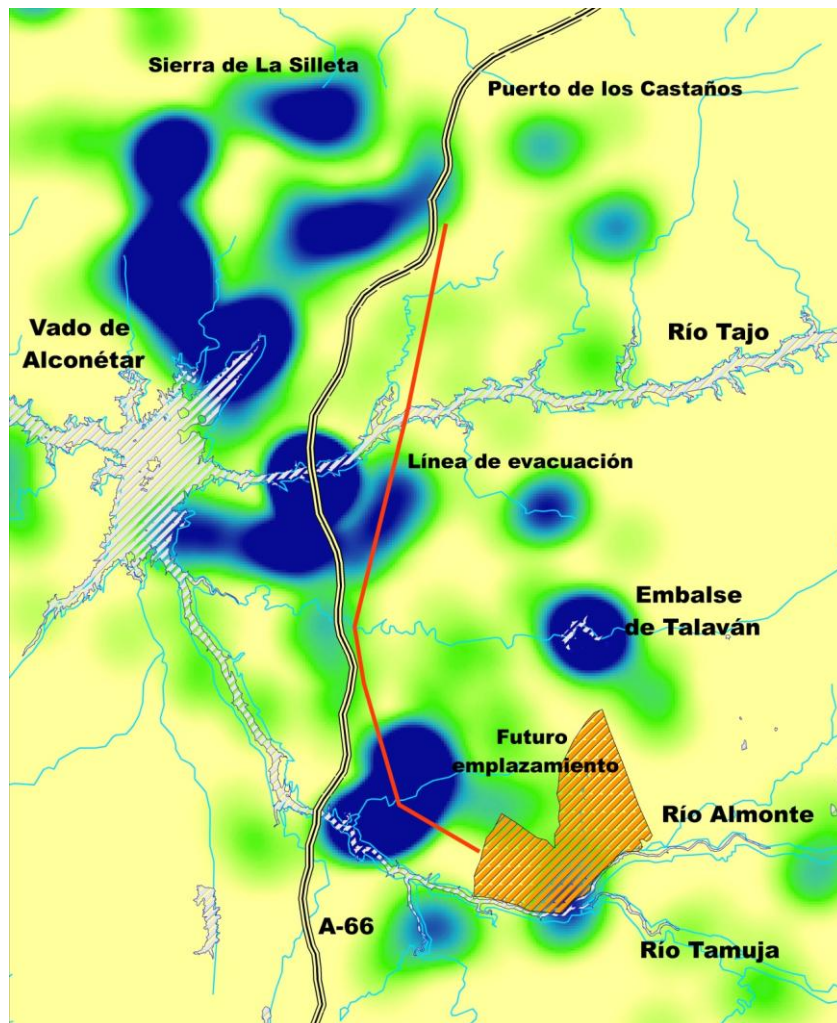 Sierra de La Silleta
Puerto de los Castaños
Vado de
Alconétar
Río Tajo
Línea de evacuación
Embalse
de Talaván
Futuro
emplazamiento
Río Almonte
A-66
Río Tamuja